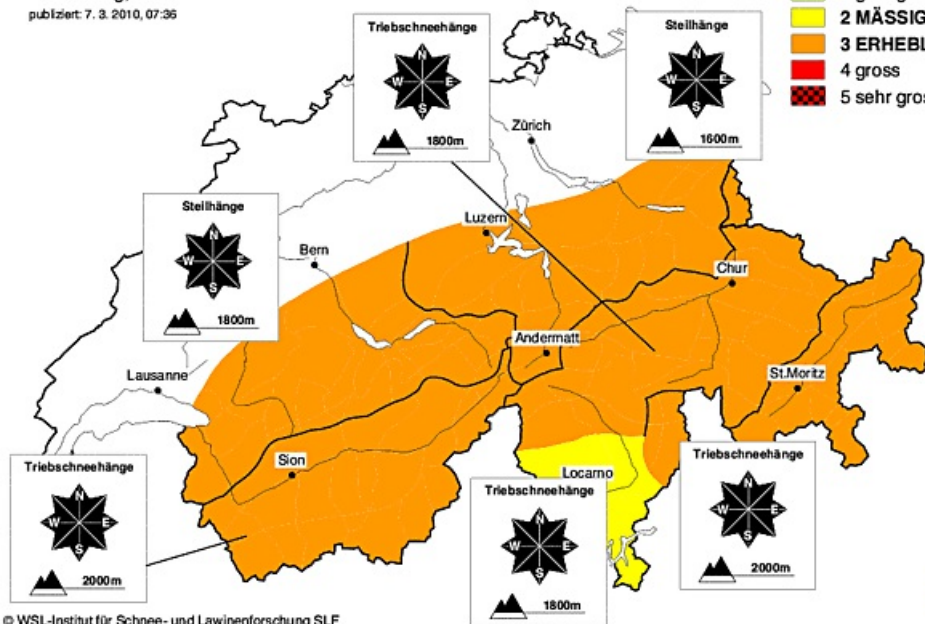 publiziert: 7. 3. 2010, 07:36
2 MÄSSIG
3 ERHEBL
4 gross
5 sehr gros
Triebschneehänge
N
W E
S
1800m
Steilhänge
N
W E
S
1600m
Zürich
Steilhänge
N
W E
S
1800m
Luzern
Bern
Chur
Andermatt
Lausanne
St.Moritz
Sion
Locarno
Triebschneehänge
N
W E
S
2000m
Triebschneehänge
N
W E
S
1800m
Triebschneehänge
N
W E
S
2000m
© WSL-Institut für Schnee- und Lawinenforschung SLF